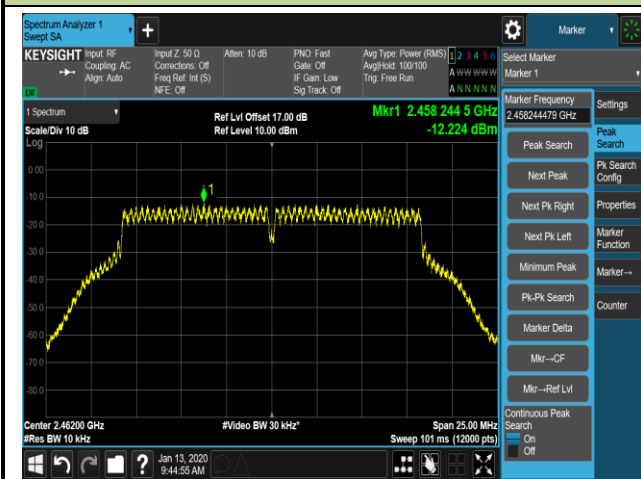 Spectrum Analyzer 1
Swept SA
Marker
KEYSIGHT Input: RF
Coupling: AC
Align: Auto
Input Z: 50 Ω
Corrections: Off
Freq Ref: Int (S)
NFE: Off
Atten: 10 dB
PNO: Fast
Gate: Off
IF Gain: Low
Sig Track: Off
Avg Type: Power (RMS)
Avg|Hold: 100/100
Trig: Free Run
1 2 3 4 5 6
A W W W W W
A N N N N N
Select Marker
Marker 1
1 Spectrum
Scale/Div 10 dB
Log
Ref Lvl Offset 17.00 dB
Ref Level 10.00 dBm
Mkr1 2.458 244 5 GHz
-12.224 dBm
0.00
-10.0
-20.0
-30.0
-40.0
-50.0
-60.0
-70.0
-80.0
1
Center 2.46200 GHz
#Res BW 10 kHz
#Video BW 30 kHz*
Span 25.00 MHz
Sweep 101 ms (12000 pts)
Marker Frequency
2.458244479 GHz
Peak Search
Next Peak
Next Pk Right
Next Pk Left
Minimum Peak
Pk-Pk Search
Marker Delta
Mkr→CF
Mkr→Ref Lvl
Continuous Peak
Search
On
Off
Settings
Peak
Search
Pk Search
Config
Properties
Marker
Function
Marker→
Counter
?
Jan 13, 2020
9:44:55 AM